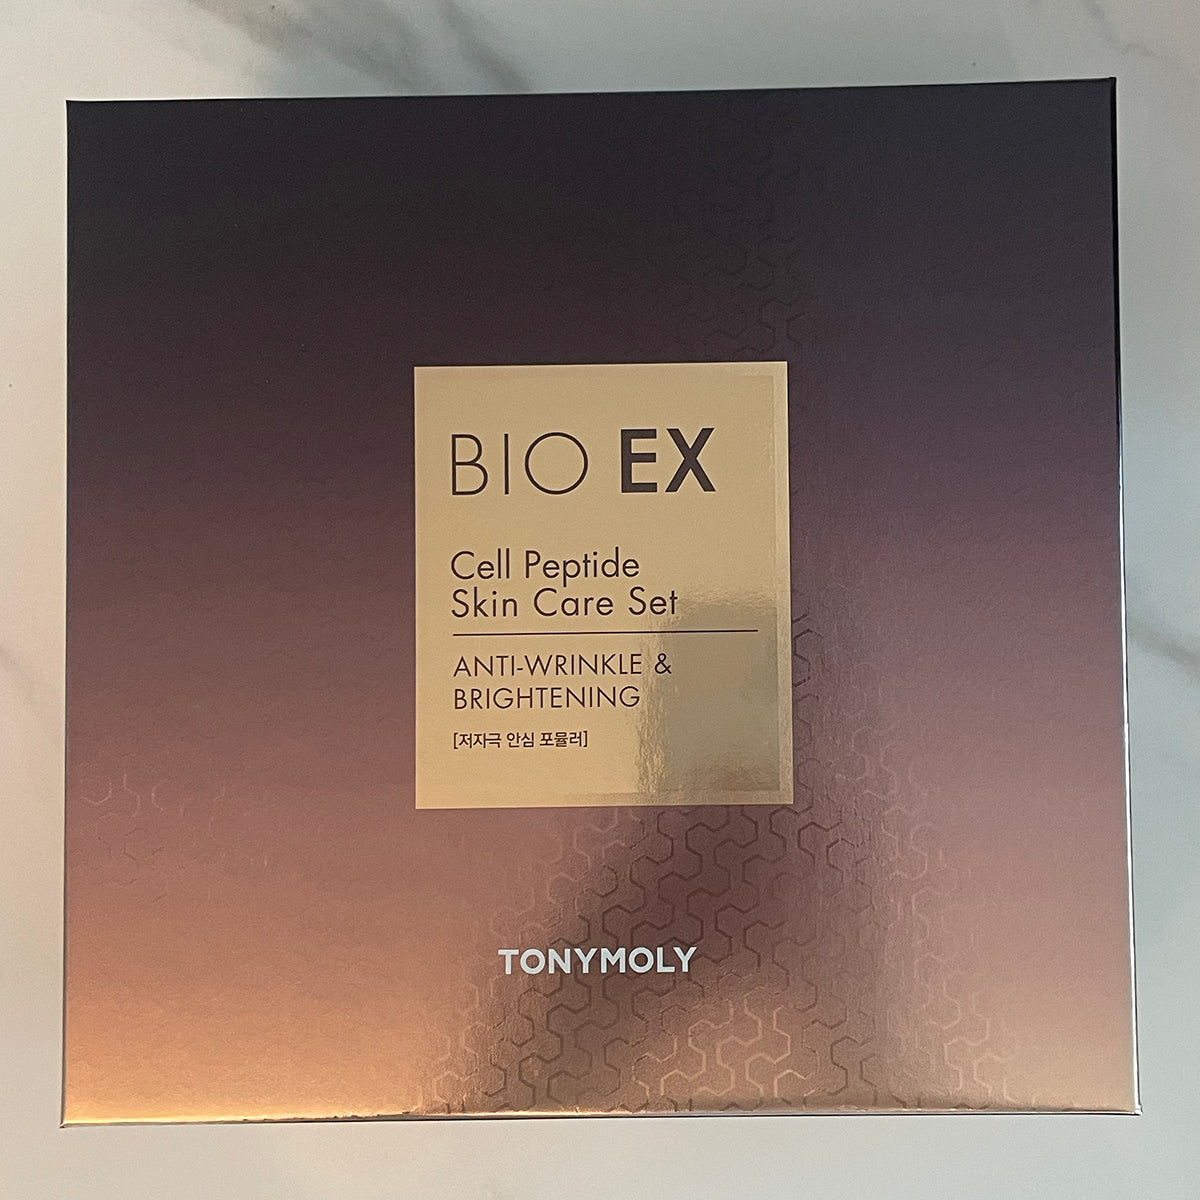 BIO EX
Cell Peptide
Skin Care Set
ANTI-WRINKLE &
BRIGHTENING
[저자극 안심 포뮬러]
TONYMOLY